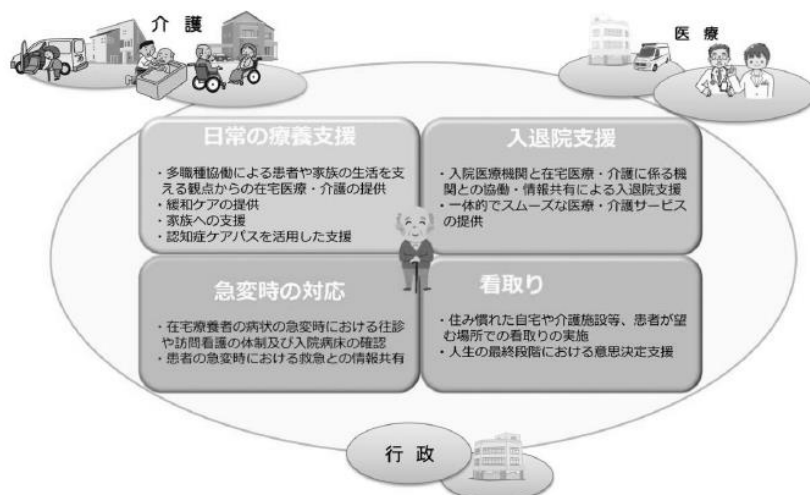 介 護
医 療
日常の療養支援
・多職種協働による患者や家族の生活を支
える観点からの在宅医療・介護の提供
・緩和ケアの提供
・家族への支援
・認知症ケアパスを活用した支援
入退院支援
・入院医療機関と在宅医療・介護に係る機
関との協働・情報共有による入退院支援
・一体的でスムーズな医療・介護サービス
の提供
急変時の対応
・在宅療養者の病状の急変時における往診
や訪問看護の体制及び入院病床の確認
・患者の急変時における救急との情報共有
看取り
・住み慣れた自宅や介護施設等、患者が望
む場所での看取りの実施
・人生の最終段階における意思決定支援
行 政